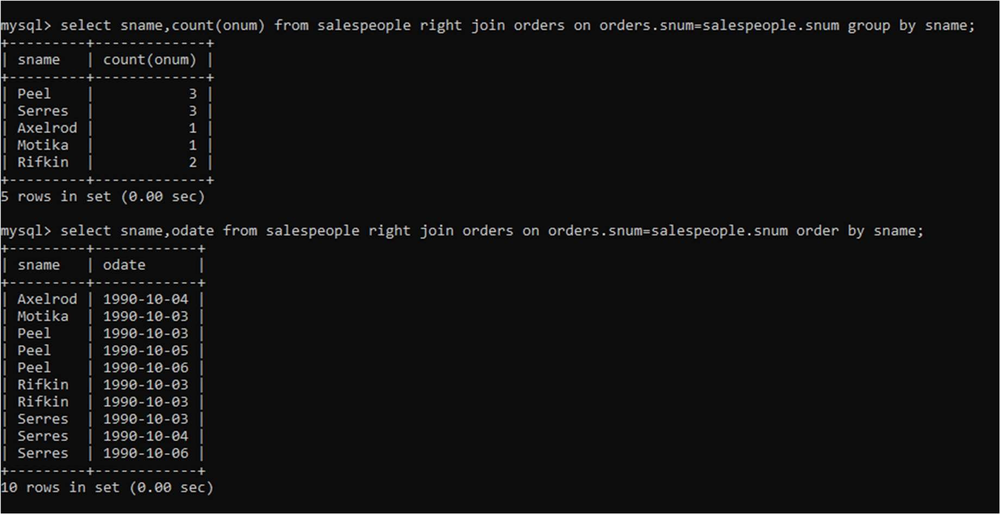 mysql> select sname,count(onum) from salespeople right join orders on orders.snum=salespeople.snum group by sname;
+---------+-------------+
| sname   | count(onum) |
+---------+-------------+
| Peel    |           3 |
| Serres  |           3 |
| Axelrod |           1 |
| Motika  |           1 |
| Rifkin  |           2 |
+---------+-------------+
5 rows in set (0.00 sec)

mysql> select sname,odate from salespeople right join orders on orders.snum=salespeople.snum order by sname;
+---------+------------+
| sname   | odate      |
+---------+------------+
| Axelrod | 1990-10-04 |
| Motika  | 1990-10-03 |
| Peel    | 1990-10-03 |
| Peel    | 1990-10-05 |
| Peel    | 1990-10-06 |
| Rifkin  | 1990-10-03 |
| Rifkin  | 1990-10-03 |
| Serres  | 1990-10-03 |
| Serres  | 1990-10-04 |
| Serres  | 1990-10-06 |
+---------+------------+
10 rows in set (0.00 sec)